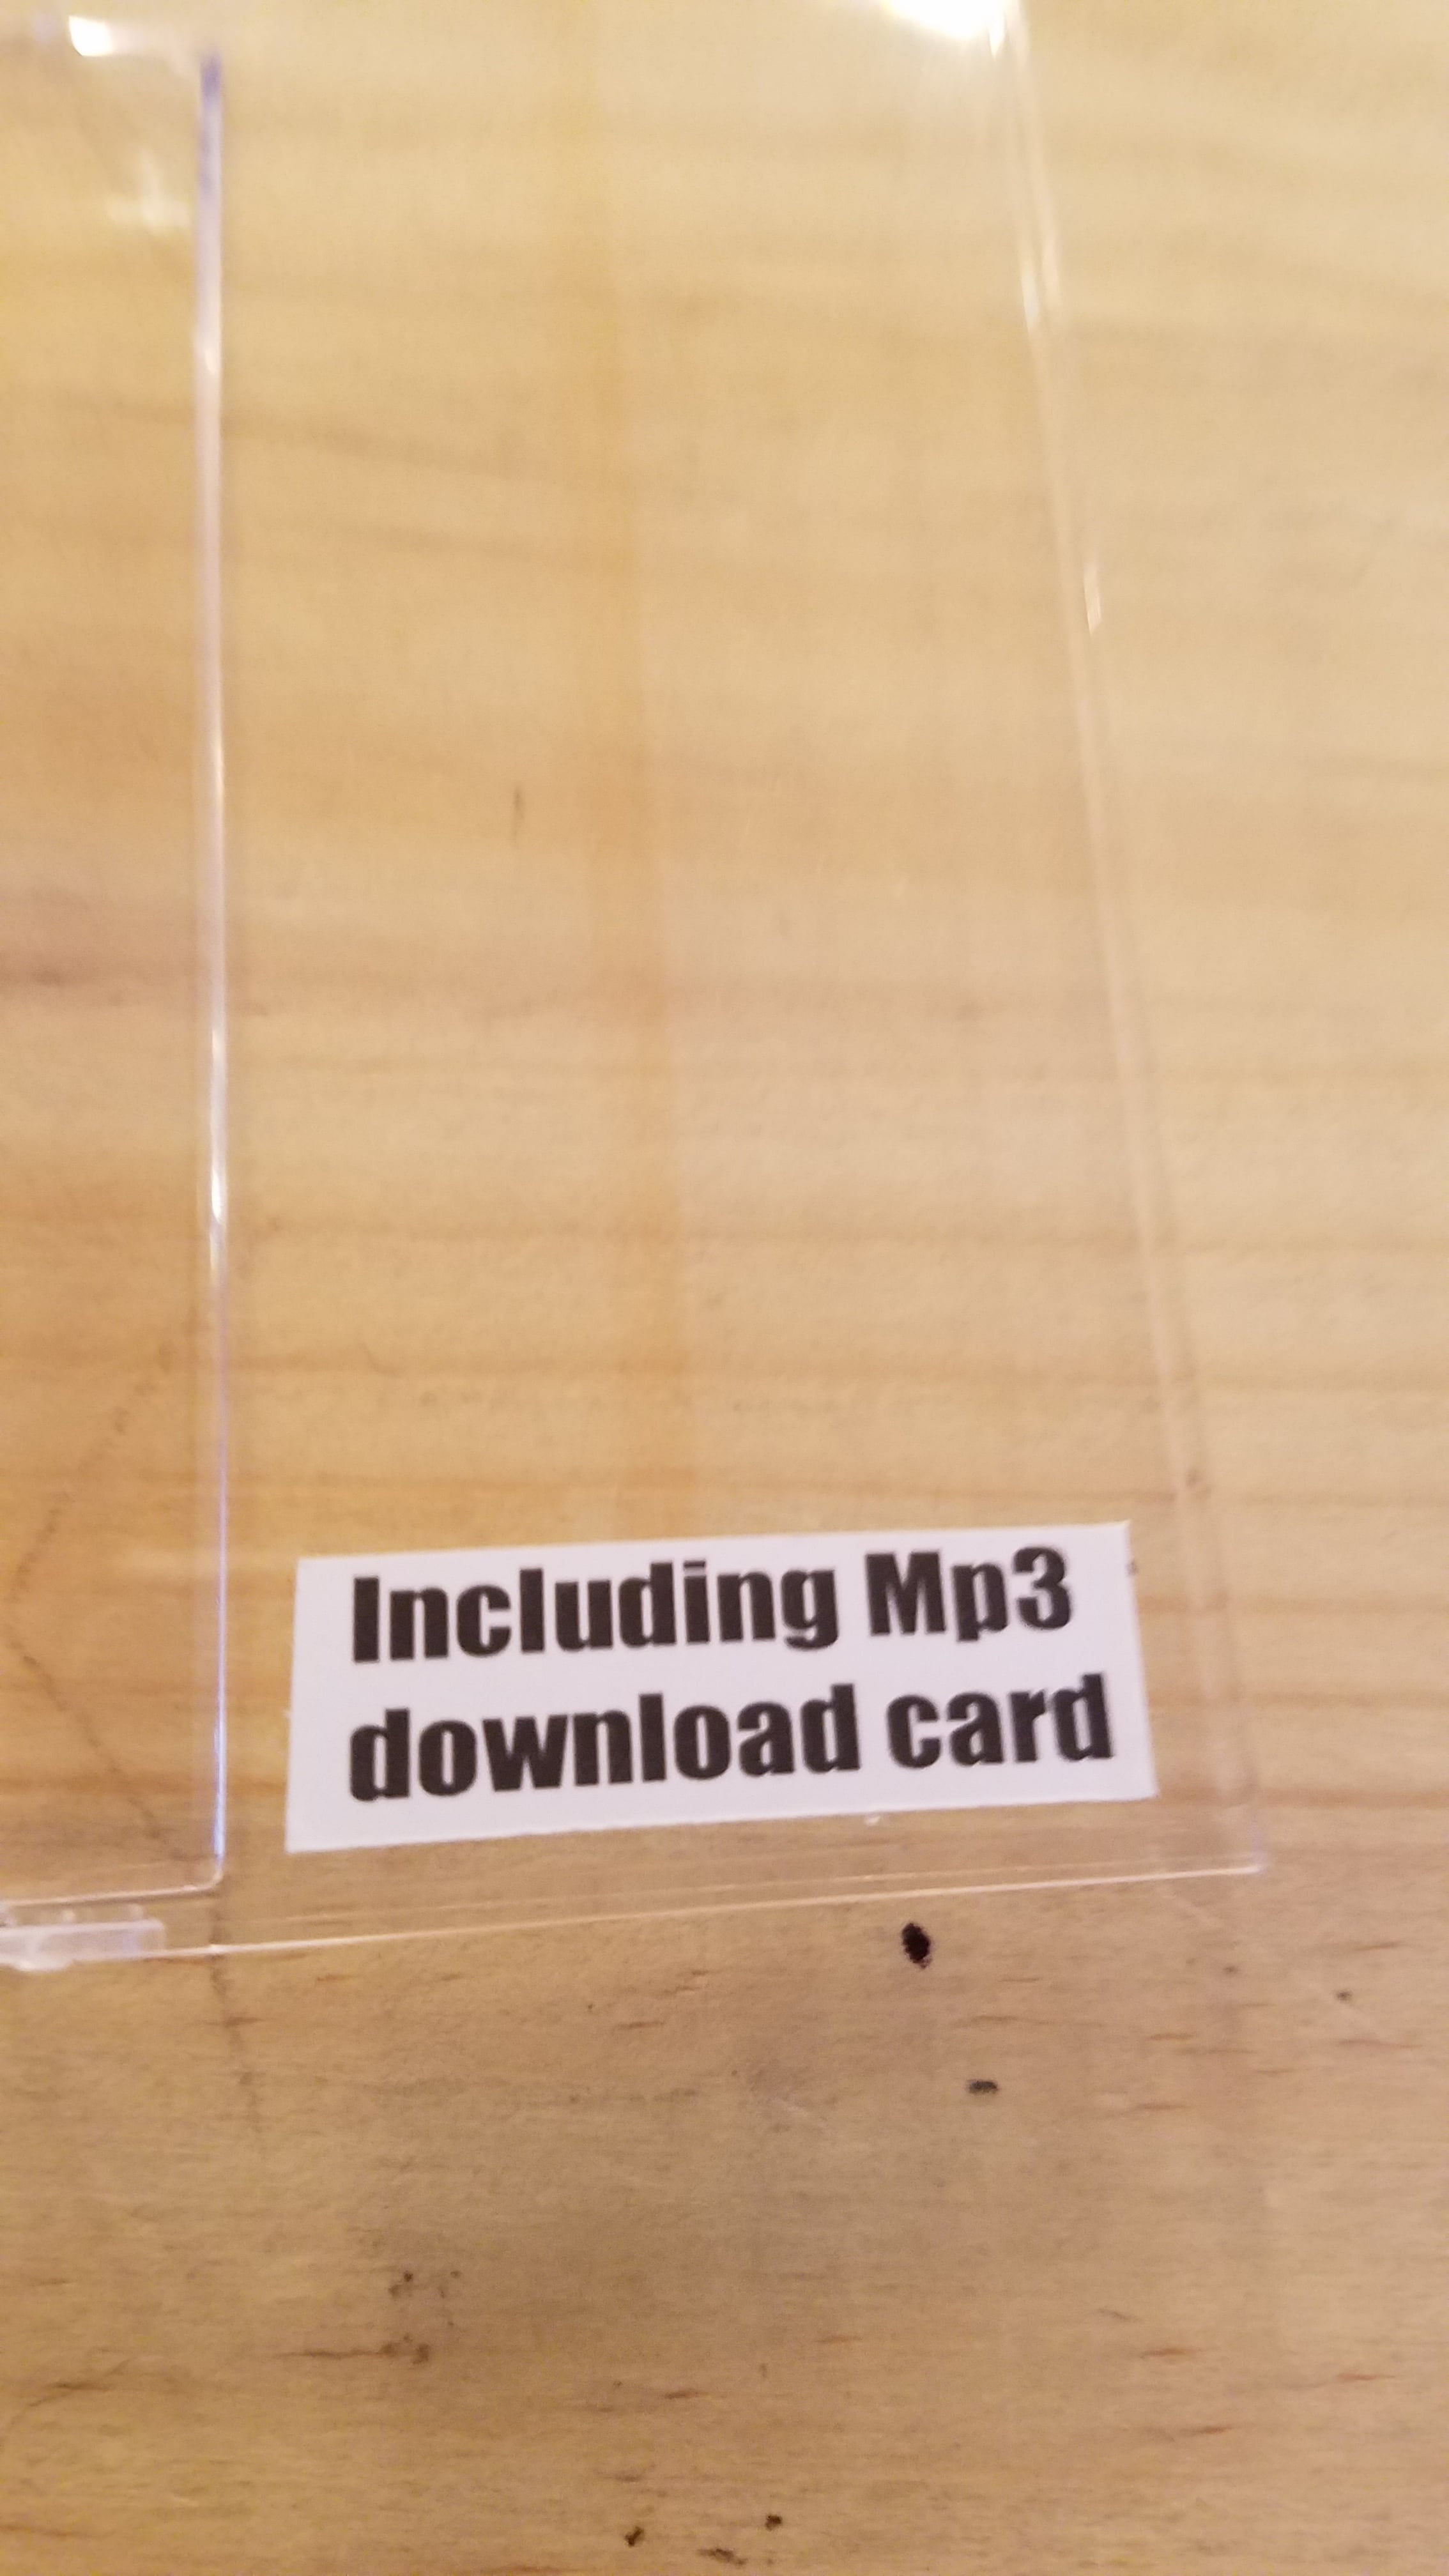 Including Mp3
download card